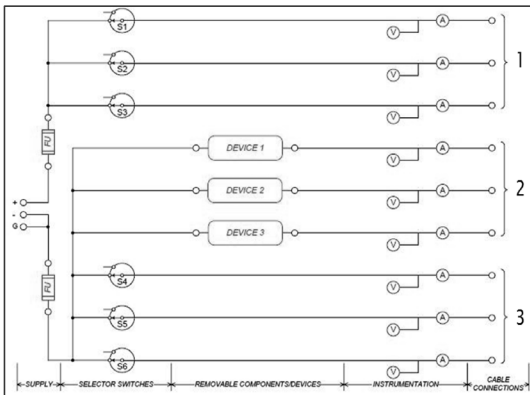 S1 V A
S2 V A 1
S3 V A
FU
DEVICE 1 V A
+ DEVICE 2 V A 2
-
G DEVICE 3 V A
S4 V A
FU
S5 V A 3
S6 V A
SUPPLY SELECTOR SWITCHES REMOVABLE COMPONENTS/DEVICES INSTRUMENTATION CABLE
CONNECTIONS